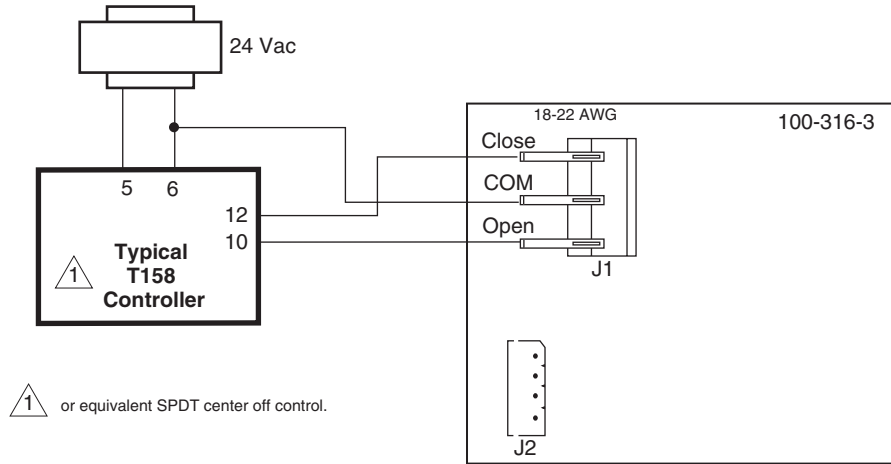 24 Vac
18-22 AWG
100-316-3
Close
COM
Open
J1
5 6
12
10
Typical
T158
Controller
1
1 or equivalent SPDT center off control.
J2